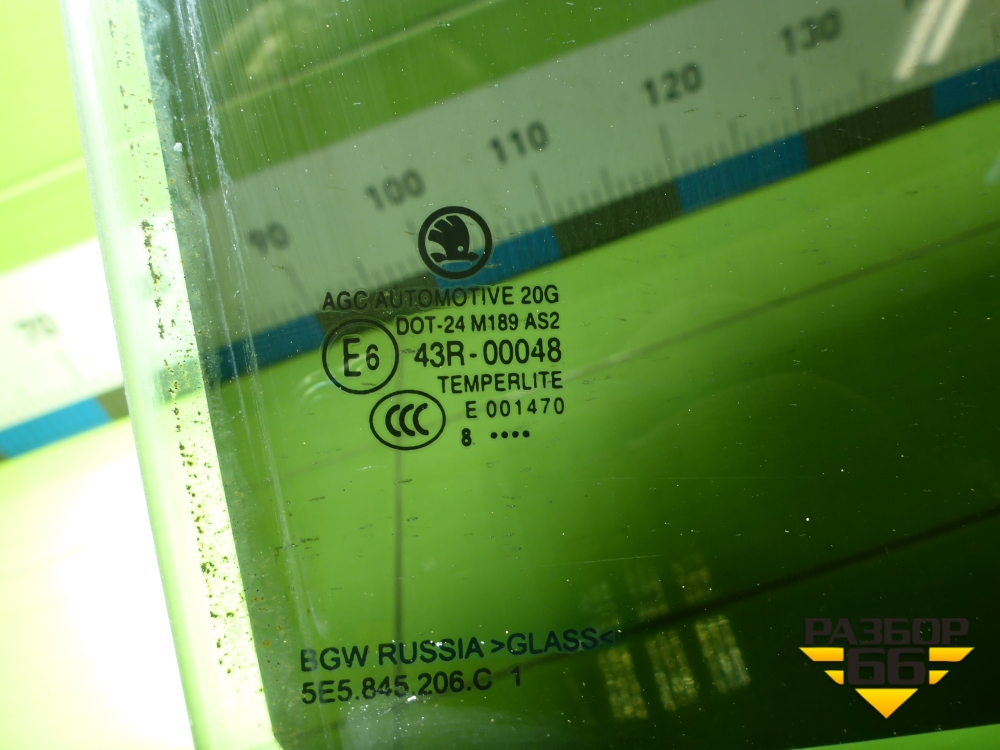 130
120
110
100
90
70
AGC AUTOMOTIVE 20G
DOT-24 M189 AS2
E6 43R-00048
TEMPERLITE
CCC E 001470
8 ••••
BGW RUSSIA >GLASS<
5E5.845.206.C 1
РАЗБОР
66